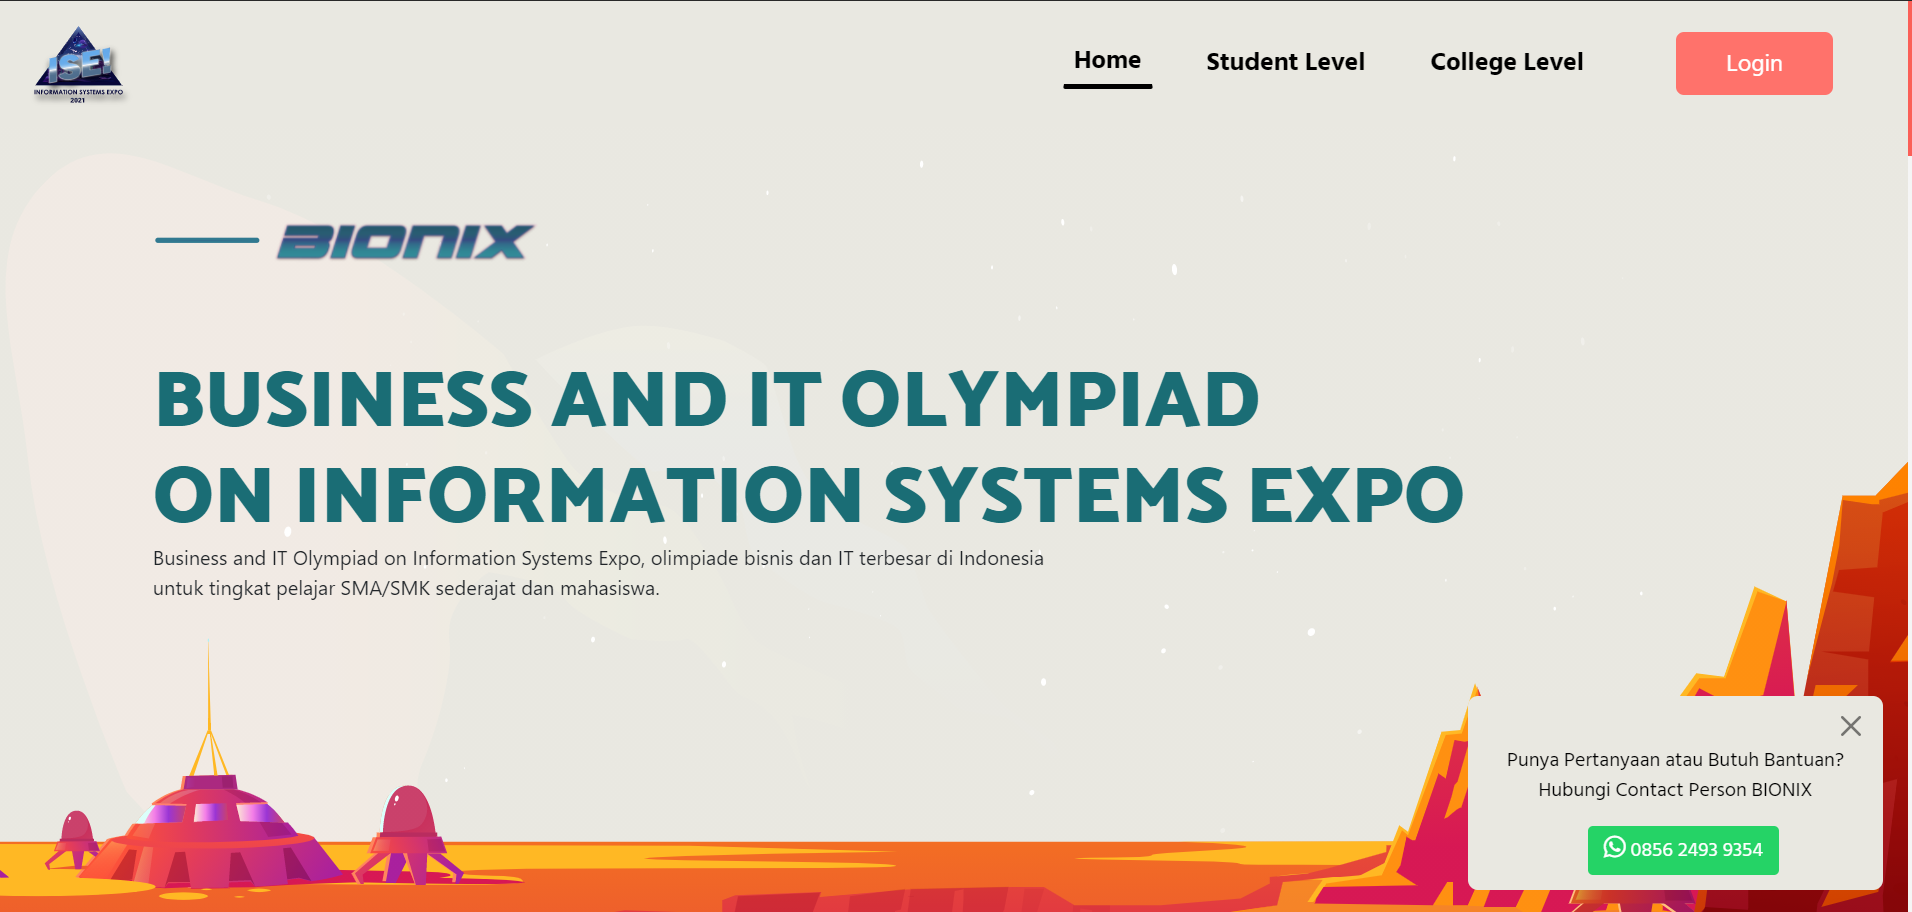 ISE!
INFORMATION SYSTEMS EXPO
2021
Home
Student Level
College Level
Login
BIONIX
BUSINESS AND IT OLYMPIAD
ON INFORMATION SYSTEMS EXPO
Business and IT Olympiad on Information Systems Expo, olimpiade bisnis dan IT terbesar di Indonesia
untuk tingkat pelajar SMA/SMK sederajat dan mahasiswa.
Punya Pertanyaan atau Butuh Bantuan?
Hubungi Contact Person BIONIX
0856 2493 9354